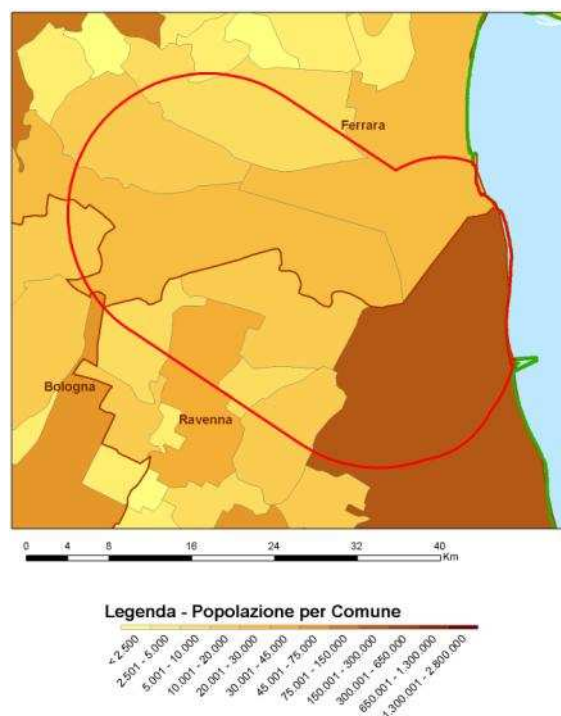 Ferrara
Bologna
Ravenna
0 4 8 16 24 32 40
Km
Legenda - Popolazione per Comune
< 2.500
2.501 - 5.000
5.001 - 10.000
10.001 - 20.000
20.001 - 30.000
30.001 - 45.000
45.001 - 75.000
75.001 - 150.000
150.001 - 300.000
300.001 - 650.000
650.001 - 1.300.000
1.300.001 - 2.800.000